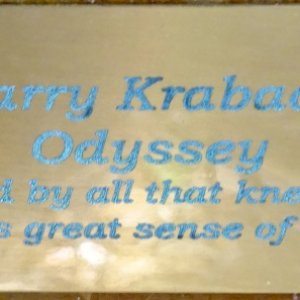 arry Kraba
Odyssey
d by all that kne
s great sense of